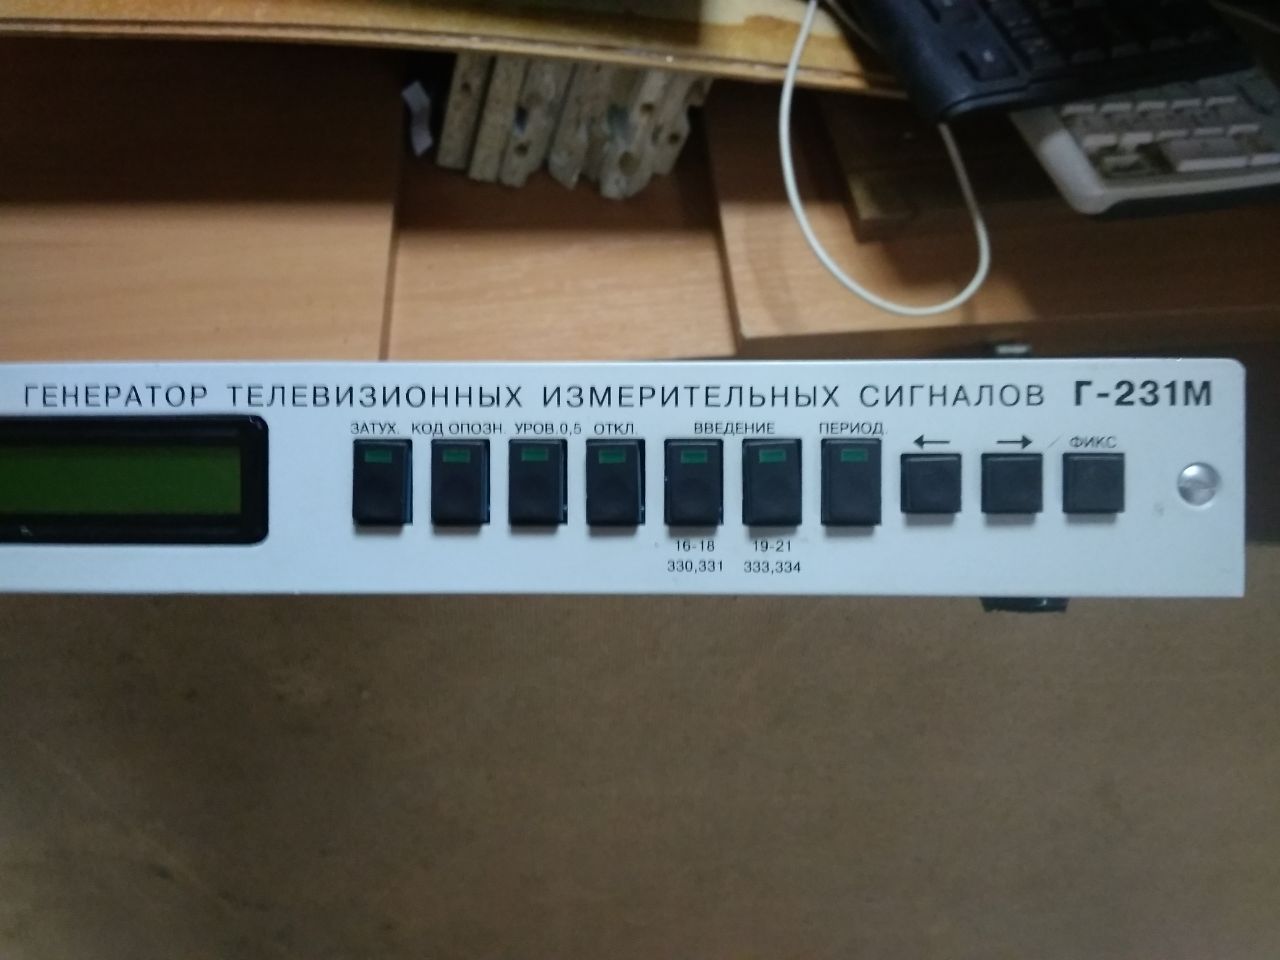 ГЕНЕРАТОР ТЕЛЕВИЗИОННЫХ ИЗМЕРИТЕЛЬНЫХ СИГНАЛОВ Г-231М
ЗАТУХ. КОД ОПОЗН. УРОВ.0,5 ОТКЛ. ВВЕДЕНИЕ ПЕРИОД. ← → ФИКС
16-18 19-21
330,331 333,334